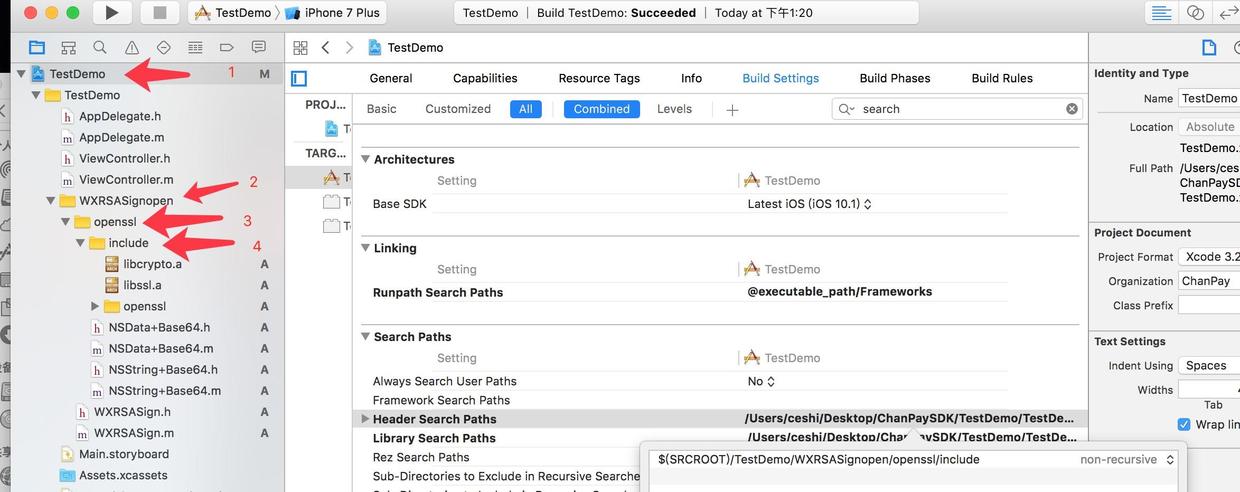 TestDemo iPhone 7 Plus
TestDemo | Build TestDemo: Succeeded | Today at 下午1:20
TestDemo M 1
TestDemo
AppDelegate.h
AppDelegate.m
ViewController.h
ViewController.m
WXRSASignopen 2
openssl 3
include 4
libcrypto.a A
libssl.a A
openssl A
NSData+Base64.h A
NSData+Base64.m A
NSString+Base64.h A
NSString+Base64.m A
WXRSASign.h A
WXRSASign.m A
Main.storyboard
Assets.xcassets
TestDemo
General Capabilities Resource Tags Info Build Settings Build Phases Build Rules
PROJ...
TARG...
Basic Customized All Combined Levels + search
Architectures
Setting TestDemo
Base SDK Latest iOS (iOS 10.1)
Linking
Setting TestDemo
Runpath Search Paths @executable_path/Frameworks
Search Paths
Setting TestDemo
Always Search User Paths No
Framework Search Paths
Header Search Paths /Users/ceshi/Desktop/ChanPaySDK/TestDemo/TestDe...
Library Search Paths /Users/ceshi/Desktop/ChanPaySDK/TestDemo/TestDe...
Rez Search Paths
Sub-Directories to Exclude in Recursive Searche
$(SRCROOT)/TestDemo/WXRSASignopen/openssl/include non-recursive
Identity and Type
Name TestDemo
Location Absolute
TestDemo.
Full Path /Users/ces
ChanPaySD
TestDemo.
Project Document
Project Format Xcode 3.2
Organization ChanPay
Class Prefix
Text Settings
Indent Using Spaces
Widths
Tab
Wrap lin